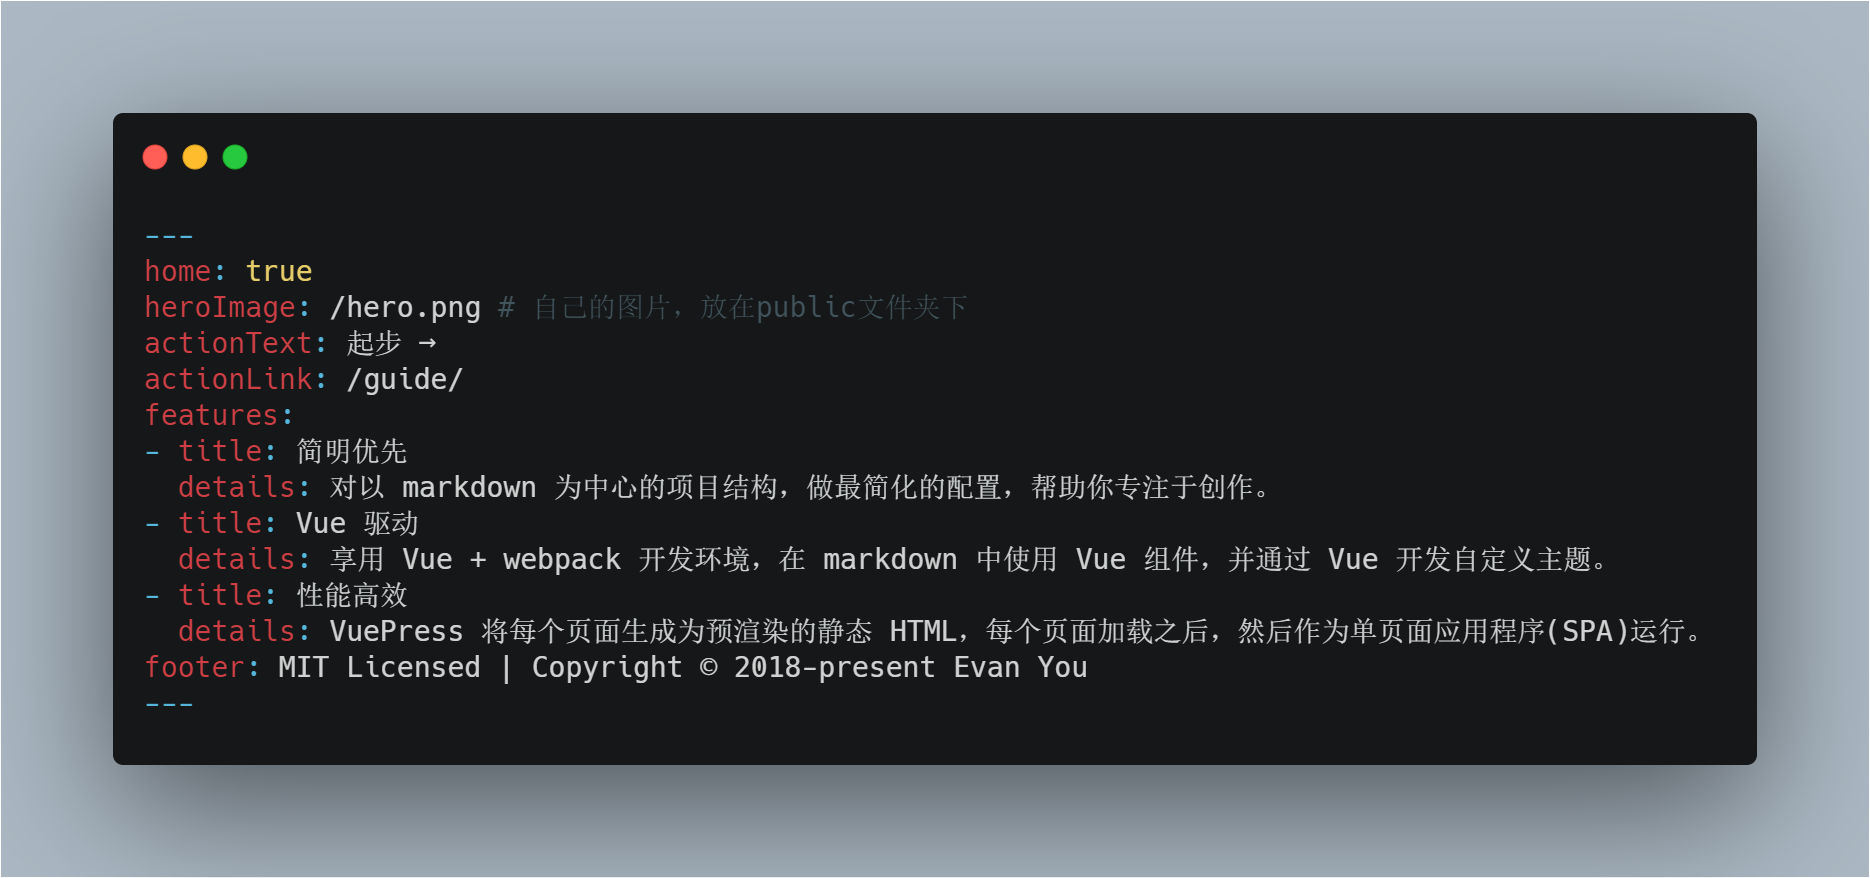 ---
home: true
heroImage: /hero.png # 自己的图片，放在public文件夹下
actionText: 起步 →
actionLink: /guide/
features:
- title: 简明优先
  details: 对以 markdown 为中心的项目结构，做最简化的配置，帮助你专注于创作。
- title: Vue 驱动
  details: 享用 Vue + webpack 开发环境，在 markdown 中使用 Vue 组件，并通过 Vue 开发自定义主题。
- title: 性能高效
  details: VuePress 将每个页面生成为预渲染的静态 HTML，每个页面加载之后，然后作为单页面应用程序(SPA)运行。
footer: MIT Licensed | Copyright © 2018-present Evan You
---